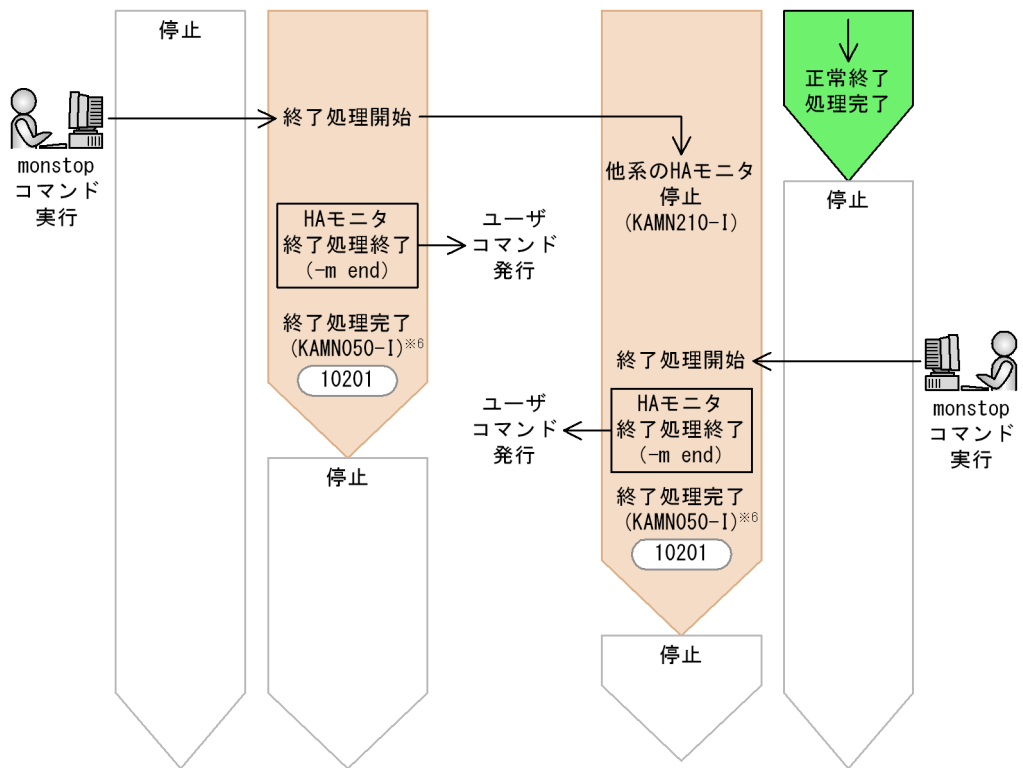 停止
monstop
コマンド
実行
終了処理開始
HAモニタ
終了処理終了
(-m end)
ユーザ
コマンド
発行
終了処理完了
(KAMN050-I)※6
10201
停止
他系のHAモニタ
停止
(KAMN210-I)
正常終了
処理完了
停止
終了処理開始
monstop
コマンド
実行
HAモニタ
終了処理終了
(-m end)
ユーザ
コマンド
発行
終了処理完了
(KAMN050-I)※6
10201
停止